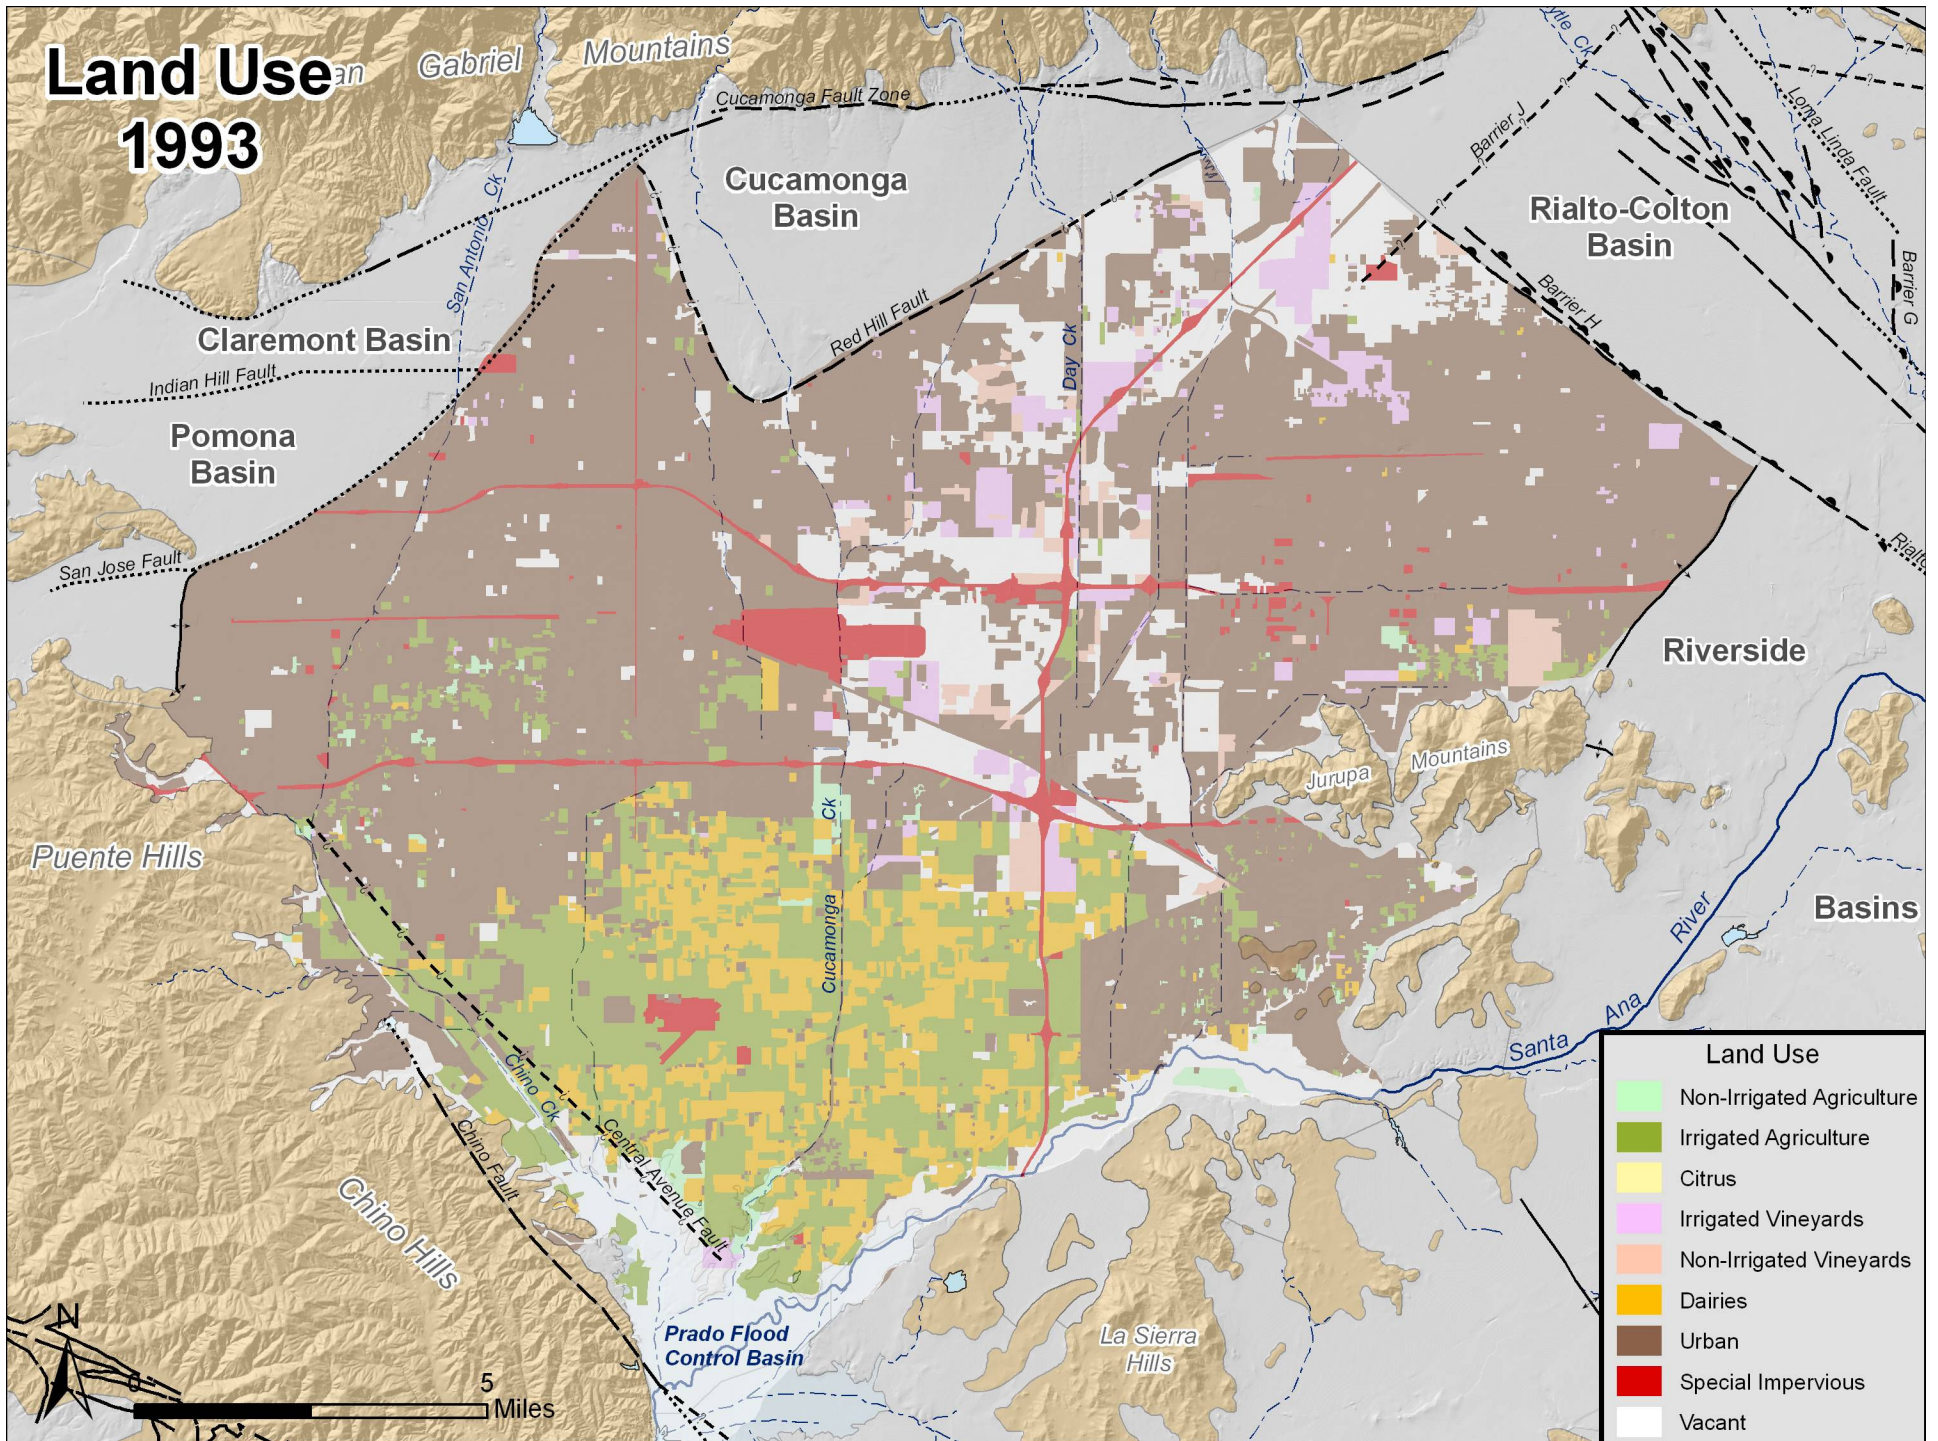 Land Use
1993
an Gabriel Mountains
Cucamonga Fault Zone
Cucamonga
Basin
San Antonio Ck
Claremont Basin
Indian Hill Fault
Pomona
Basin
San Jose Fault
Red Hill Fault
Day Ck
Barrier J
Rialto-Colton
Basin
Loma Linda Fault
Barrier G
Barrier H
Rialto
Riverside
Basins
Jurupa Mountains
Puente Hills
Cucamonga Ck
Chino Ck
Central Avenue Fault
Chino Fault
Chino Hills
Santa Ana River
Prado Flood
Control Basin
La Sierra
Hills
N
0 5
Miles
Land Use
Non-Irrigated Agriculture
Irrigated Agriculture
Citrus
Irrigated Vineyards
Non-Irrigated Vineyards
Dairies
Urban
Special Impervious
Vacant